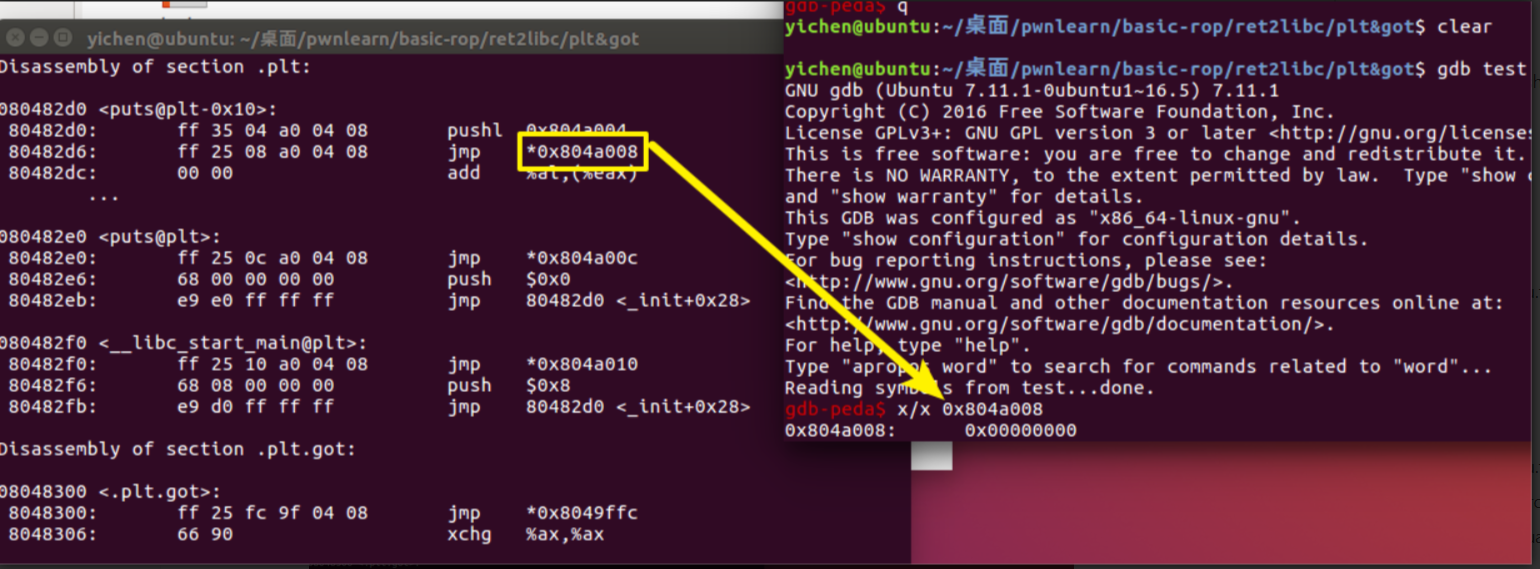 yichen@ubuntu: ~/桌面/pwnlearn/basic-rop/ret2libc/plt&got
Disassembly of section .plt:
080482d0 <puts@plt-0x10>:
80482d0: ff 35 04 a0 04 08 pushl 0x804a004
80482d6: ff 25 08 a0 04 08 jmp *0x804a008
80482dc: 00 00 add %al,(%eax)
...
080482e0 <puts@plt>:
80482e0: ff 25 0c a0 04 08 jmp *0x804a00c
80482e6: 68 00 00 00 00 push $0x0
80482eb: e9 e0 ff ff ff jmp 80482d0 <_init+0x28>
080482f0 <__libc_start_main@plt>:
80482f0: ff 25 10 a0 04 08 jmp *0x804a010
80482f6: 68 08 00 00 00 push $0x8
80482fb: e9 d0 ff ff ff jmp 80482d0 <_init+0x28>
Disassembly of section .plt.got:
08048300 <.plt.got>:
8048300: ff 25 fc 9f 04 08 jmp *0x8049ffc
8048306: 66 90 xchg %ax,%ax
gdb-peda$ q
yichen@ubuntu:~/桌面/pwnlearn/basic-rop/ret2libc/plt&got$ clear
yichen@ubuntu:~/桌面/pwnlearn/basic-rop/ret2libc/plt&got$ gdb test
GNU gdb (Ubuntu 7.11.1-0ubuntu1~16.5) 7.11.1
Copyright (C) 2016 Free Software Foundation, Inc.
License GPLv3+: GNU GPL version 3 or later <http://gnu.org/licenses
This is free software: you are free to change and redistribute it.
There is NO WARRANTY, to the extent permitted by law. Type "show
and "show warranty" for details.
This GDB was configured as "x86_64-linux-gnu".
Type "show configuration" for configuration details.
For bug reporting instructions, please see:
<http://www.gnu.org/software/gdb/bugs/>.
Find the GDB manual and other documentation resources online at:
<http://www.gnu.org/software/gdb/documentation/>.
For help, type "help".
Type "apropos word" to search for commands related to "word"...
Reading symbols from test...done.
gdb-peda$ x/x 0x804a008
0x804a008: 0x00000000